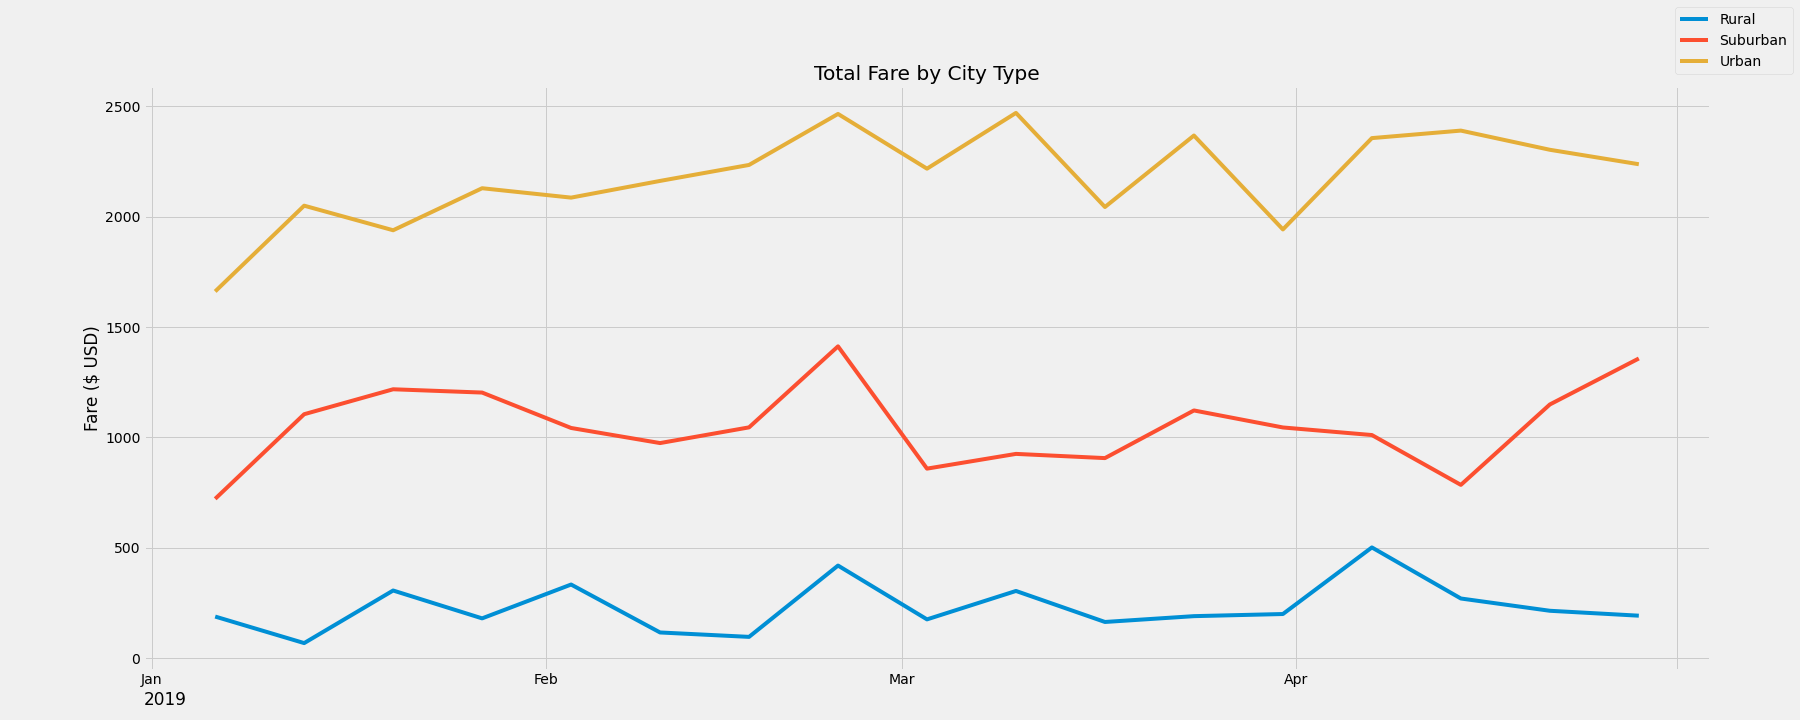 Rural
Suburban
Urban
Total Fare by City Type
Fare ($ USD)
2500
2000
1500
1000
500
0
Jan Feb Mar Apr
2019